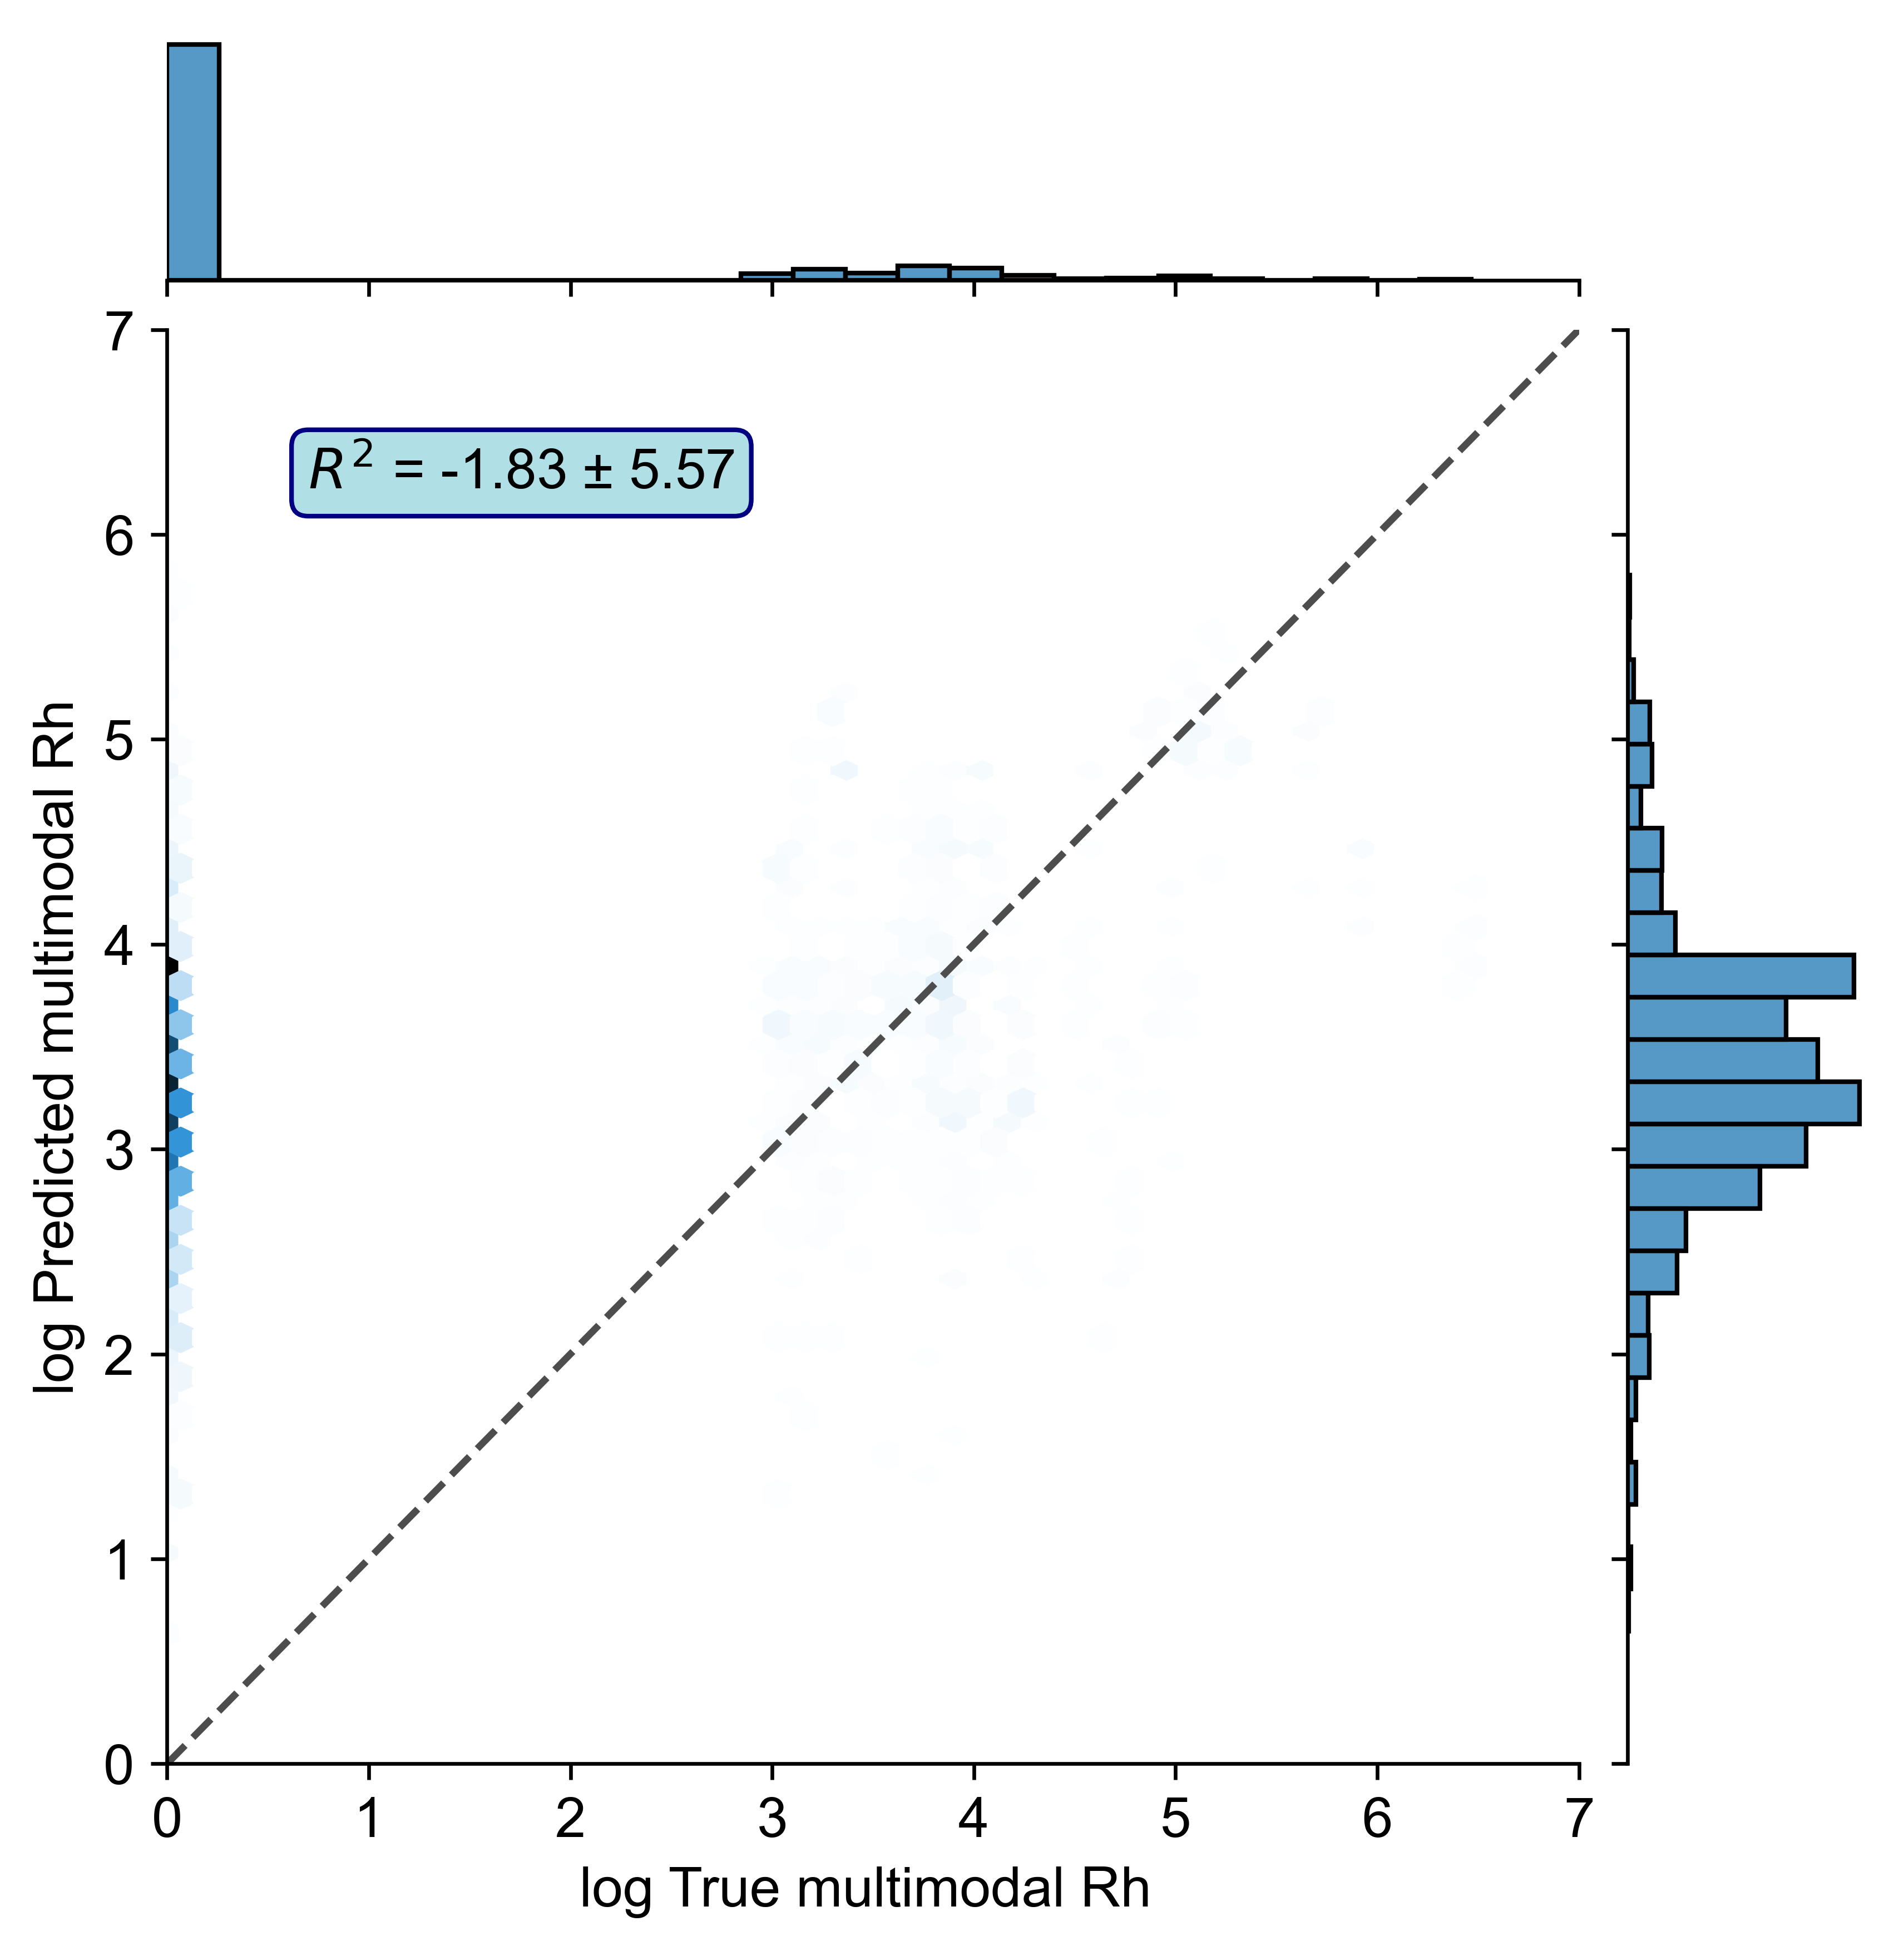 R² = -1.83 ± 5.57
log Predicted multimodal Rh
7
6
5
4
3
2
1
0
0 1 2 3 4 5 6 7
log True multimodal Rh